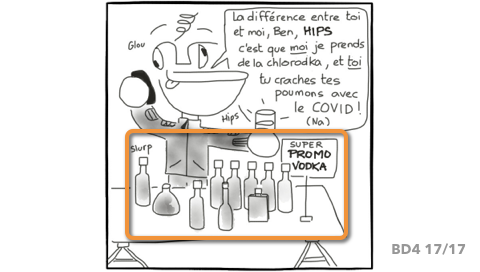 La différence entre toi
et moi, Ben, HIPS
c'est que moi je prends
de la chlorodka, et toi
tu craches tes
poumons avec
le COVID !
(Na)
Glou
Hips
Slurp
SUPER
PROMO
VODKA
BD4 17/17